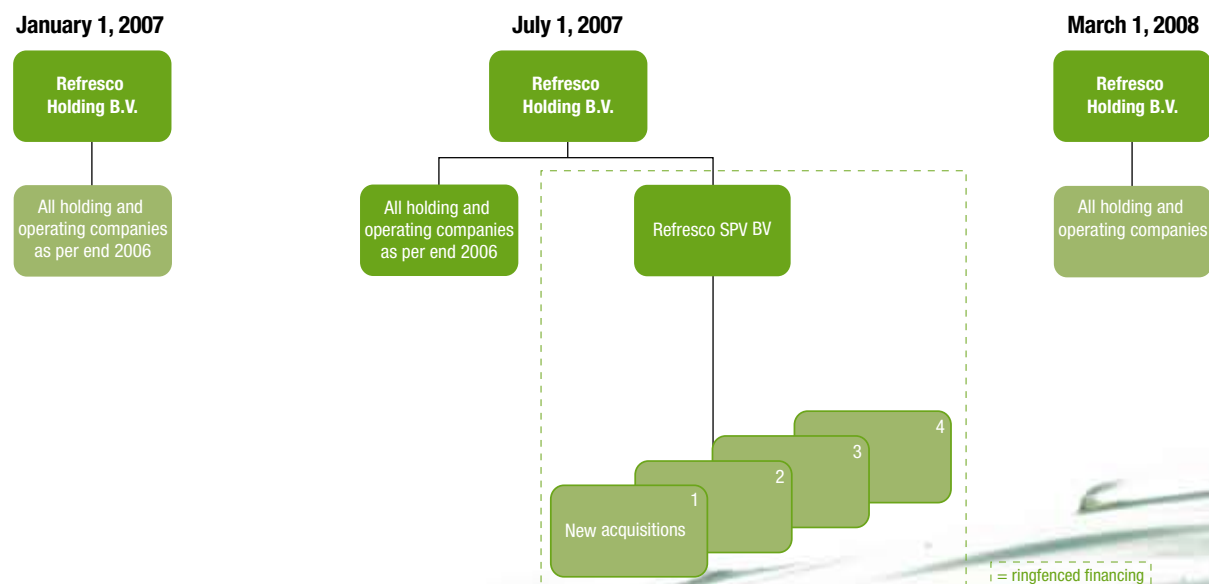 January 1, 2007
Refresco
Holding B.V.
All holding and
operating companies
as per end 2006
July 1, 2007
Refresco
Holding B.V.
All holding and
operating companies
as per end 2006
Refresco SPV BV
4
3
2
1
New acquisitions
= ringfenced financing
March 1, 2008
Refresco
Holding B.V.
All holding and
operating companies